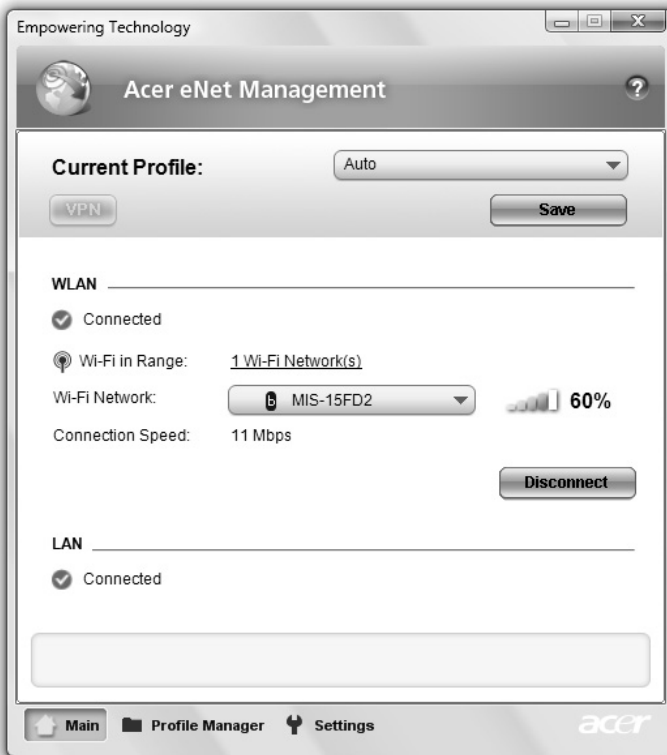 Empowering Technology
Acer eNet Management
?
Current Profile:
Auto
VPN
Save
WLAN
Connected
Wi-Fi in Range: 1 Wi-Fi Network(s)
Wi-Fi Network: b MIS-15FD2 60%
Connection Speed: 11 Mbps
Disconnect
LAN
Connected
Main Profile Manager Settings acer